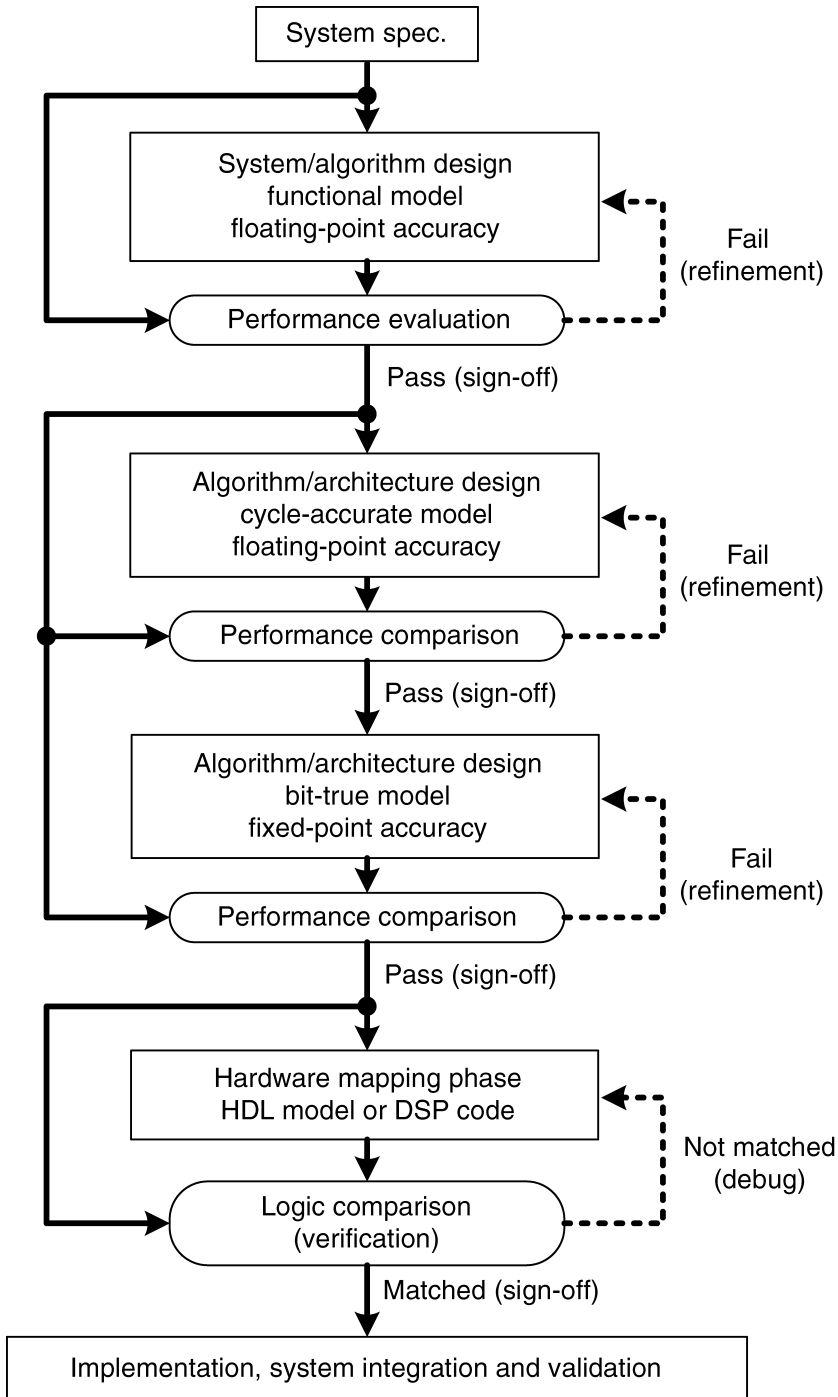 System spec.
System/algorithm design
functional model
floating-point accuracy
Fail
(refinement)
Performance evaluation
Pass (sign-off)
Algorithm/architecture design
cycle-accurate model
floating-point accuracy
Fail
(refinement)
Performance comparison
Pass (sign-off)
Algorithm/architecture design
bit-true model
fixed-point accuracy
Fail
(refinement)
Performance comparison
Pass (sign-off)
Hardware mapping phase
HDL model or DSP code
Not matched
(debug)
Logic comparison
(verification)
Matched (sign-off)
Implementation, system integration and validation